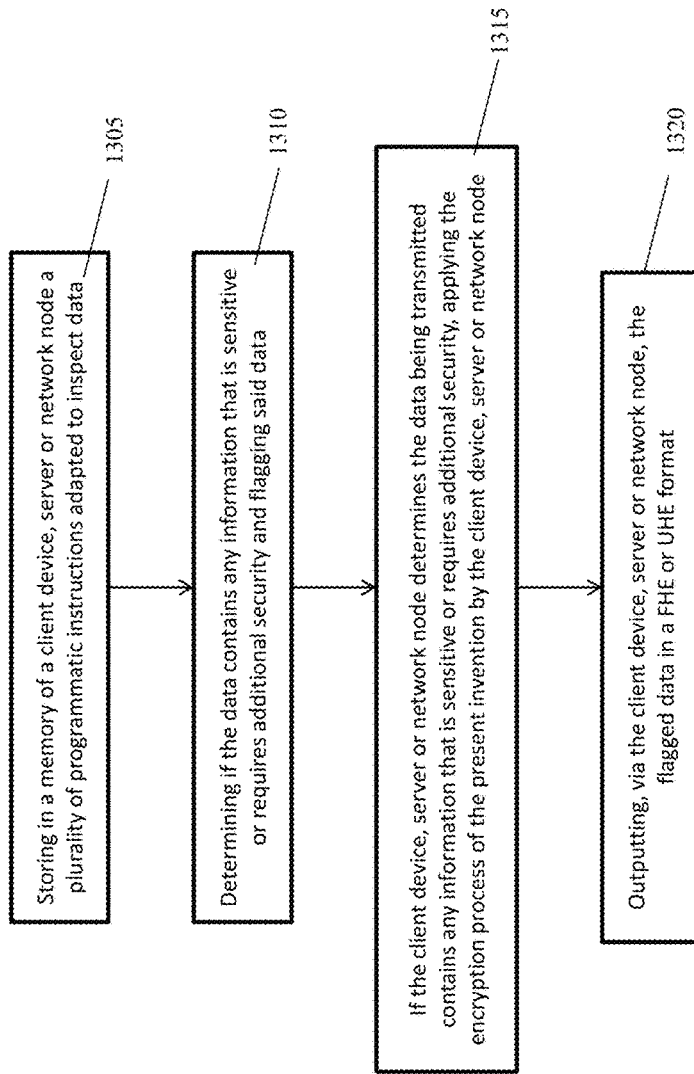 Storing in a memory of a client device, server or network node a
plurality of programmatic instructions adapted to inspect data
1305
Determining if the data contains any information that is sensitive
or requires additional security and flagging said data
1310
If the client device, server or network node determines the data being transmitted
contains any information that is sensitive or requires additional security, applying the
encryption process of the present invention by the client device, server or network node
1315
Outputting, via the client device, server or network node, the
flagged data in a FHE or UHE format
1320